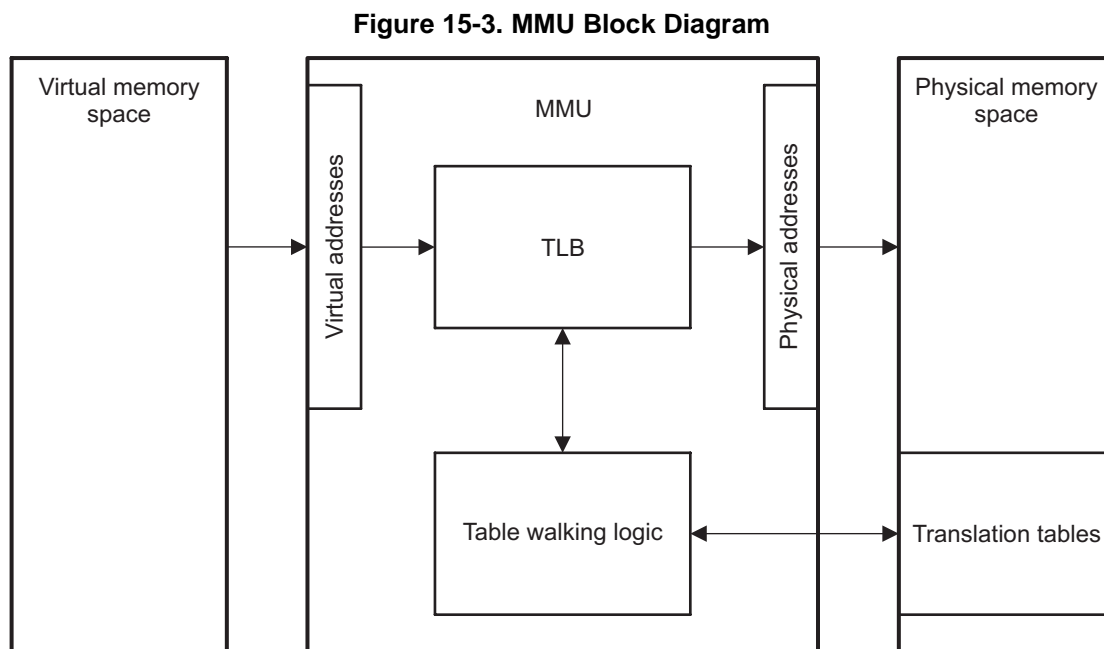 Figure 15-3. MMU Block Diagram
Virtual memory
space
Virtual addresses
MMU
TLB
Table walking logic
Physical addresses
Physical memory
space
Translation tables